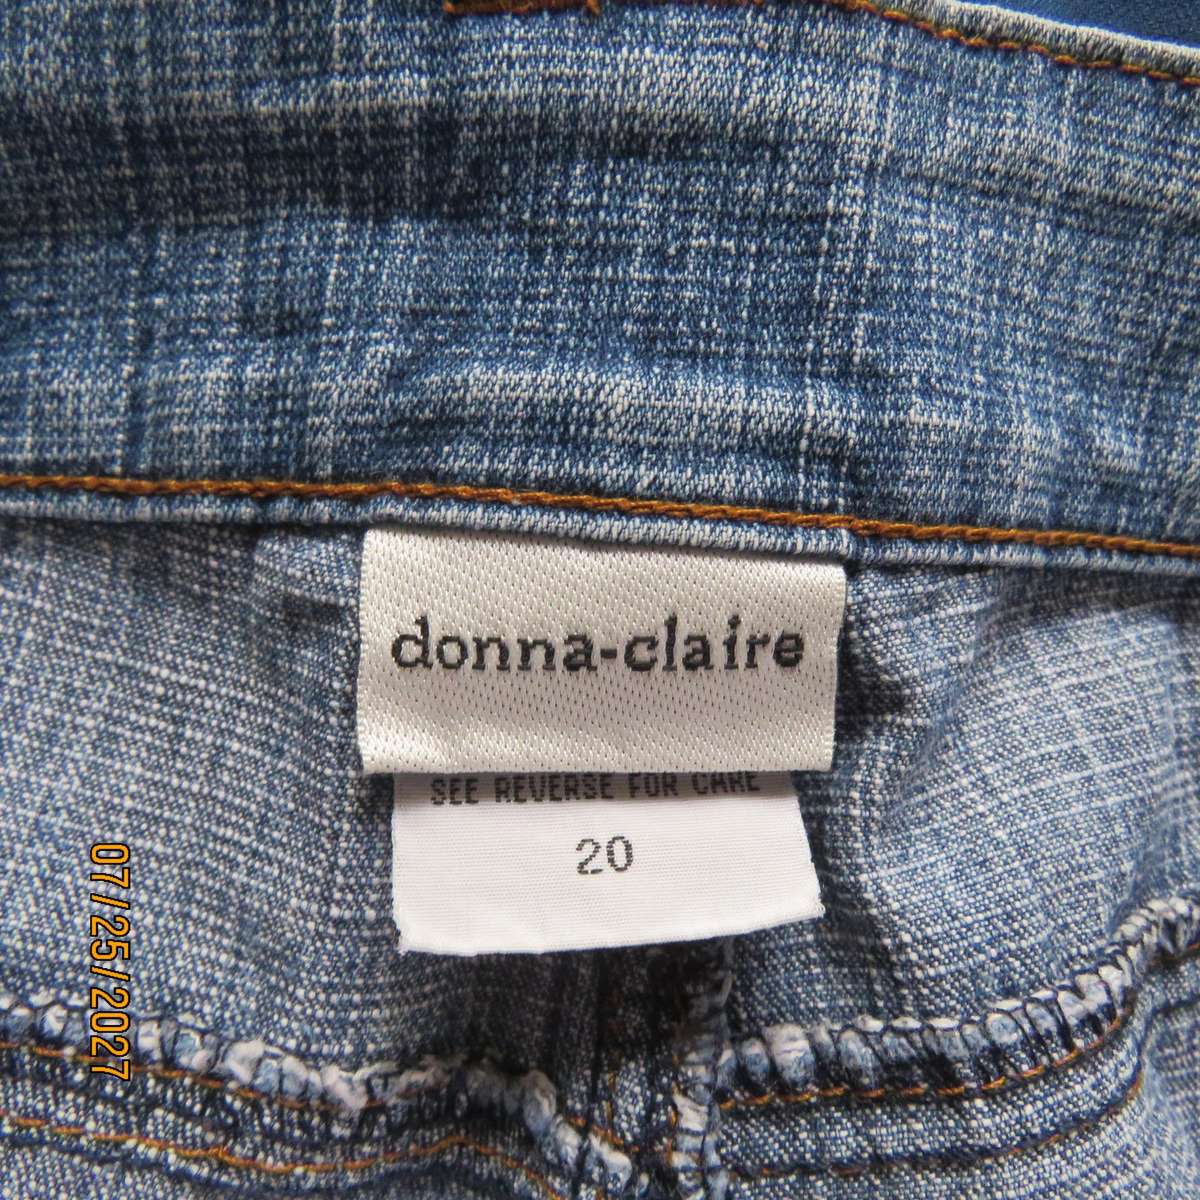 donna-claire
SEE REVERSE FOR CARE
20
07/25/2027